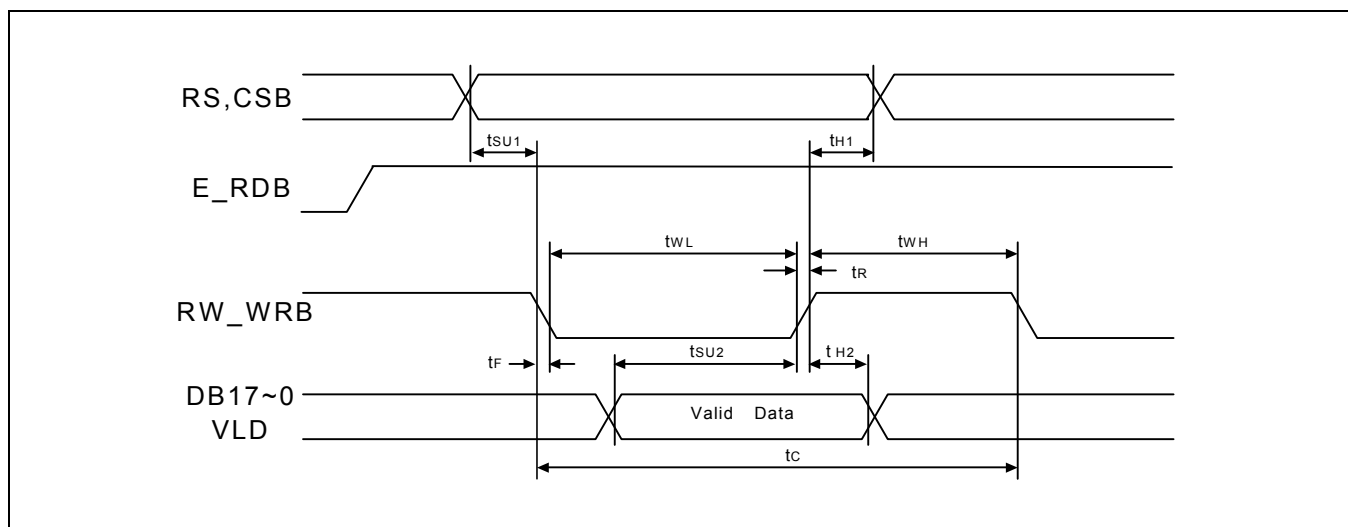 RS,CSB
tSU1
tH1
E_RDB
tWL
tWH
tR
RW_WRB
tF
tSU2
tH2
DB17~0
VLD
Valid Data
tC